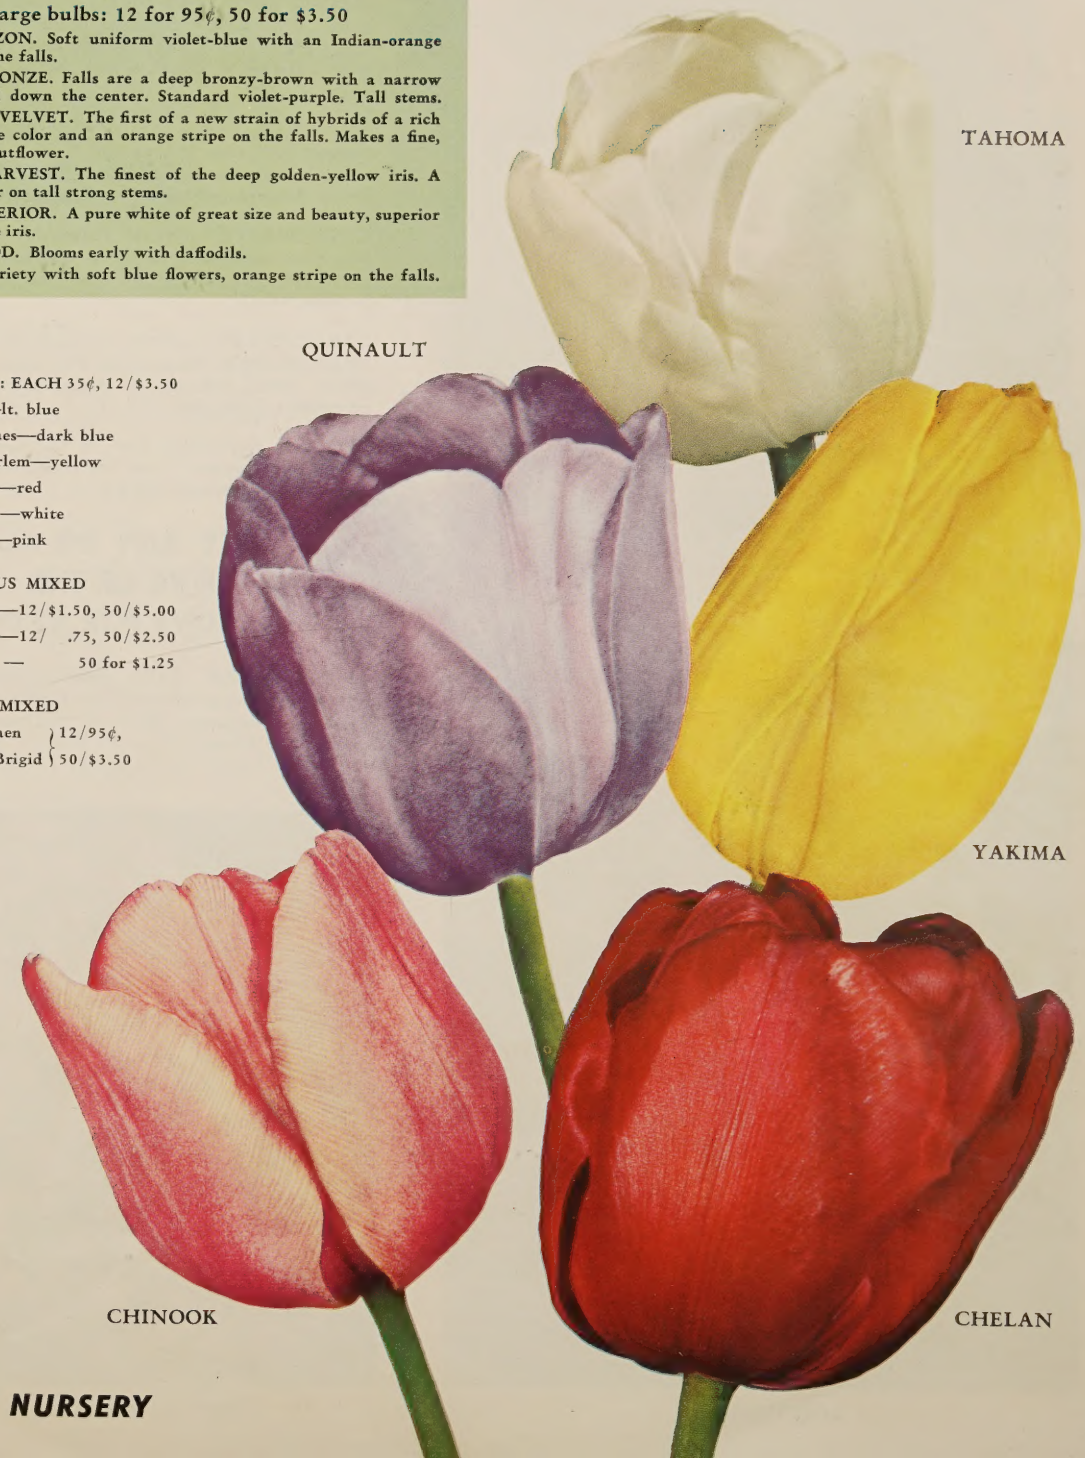 arge bulbs: 12 for 95¢, 50 for $3.50
ZON. Soft uniform violet-blue with an Indian-orange
he falls.
ONZE. Falls are a deep bronzy-brown with a narrow
down the center. Standard violet-purple. Tall stems.
VELVET. The first of a new strain of hybrids of a rich
e color and an orange stripe on the falls. Makes a fine,
utflower.
ARVEST. The finest of the deep golden-yellow iris. A
r on tall strong stems.
ERIOR. A pure white of great size and beauty, superior
iris.
OD. Blooms early with daffodils.
riety with soft blue flowers, orange stripe on the falls.
TAHOMA
QUINAULT
: EACH 35¢, 12/$3.50
lt. blue
es—dark blue
rlem—yellow
—red
—white
—pink
US MIXED
—12/$1.50, 50/$5.00
—12/ .75, 50/$2.50
— 50 for $1.25
MIXED
en } 12/95¢,
Brigid } 50/$3.50
YAKIMA
CHINOOK
CHELAN
NURSERY